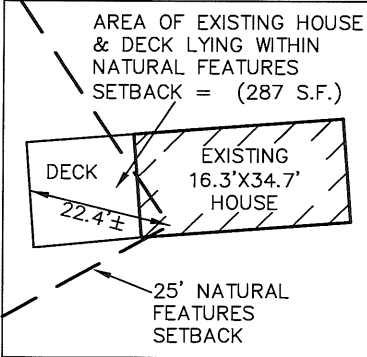 AREA OF EXISTING HOUSE
& DECK LYING WITHIN
NATURAL FEATURES
SETBACK = (287 S.F.)
DECK
22.4'±
EXISTING
16.3'X34.7'
HOUSE
25' NATURAL
FEATURES
SETBACK